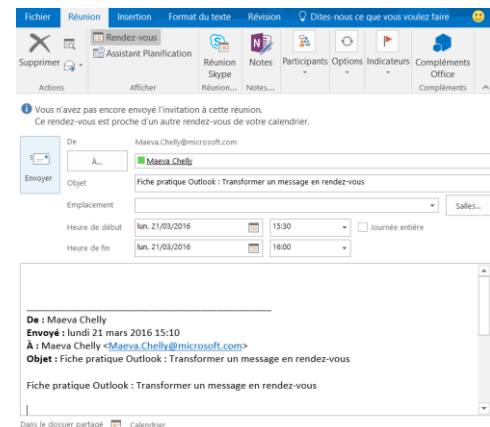 Fichier Réunion Insertion Format du texte Révision Dites-nous ce que vous voulez faire
Supprimer
Rendez-vous
Assistant Planification
Réunion Skype
Notes
Participants Options Indicateurs
Compléments Office
Actions Afficher Réunion... Notes... Compléments
Vous n'avez pas encore envoyé l'invitation à cette réunion.
Ce rendez-vous est proche d'un autre rendez-vous de votre calendrier.
De Maeva.Chelly@microsoft.com
À... Maeva Chelly
Envoyer
Objet Fiche pratique Outlook : Transformer un message en rendez-vous
Emplacement Salles...
Heure de début lun. 21/03/2016 15:30 Journée entière
Heure de fin lun. 21/03/2016 16:00
De : Maeva Chelly
Envoyé : lundi 21 mars 2016 15:10
À : Maeva Chelly <Maeva.Chelly@microsoft.com>
Objet : Fiche pratique Outlook : Transformer un message en rendez-vous
Fiche pratique Outlook : Transformer un message en rendez-vous
Dans le dossier partagé Calendrier